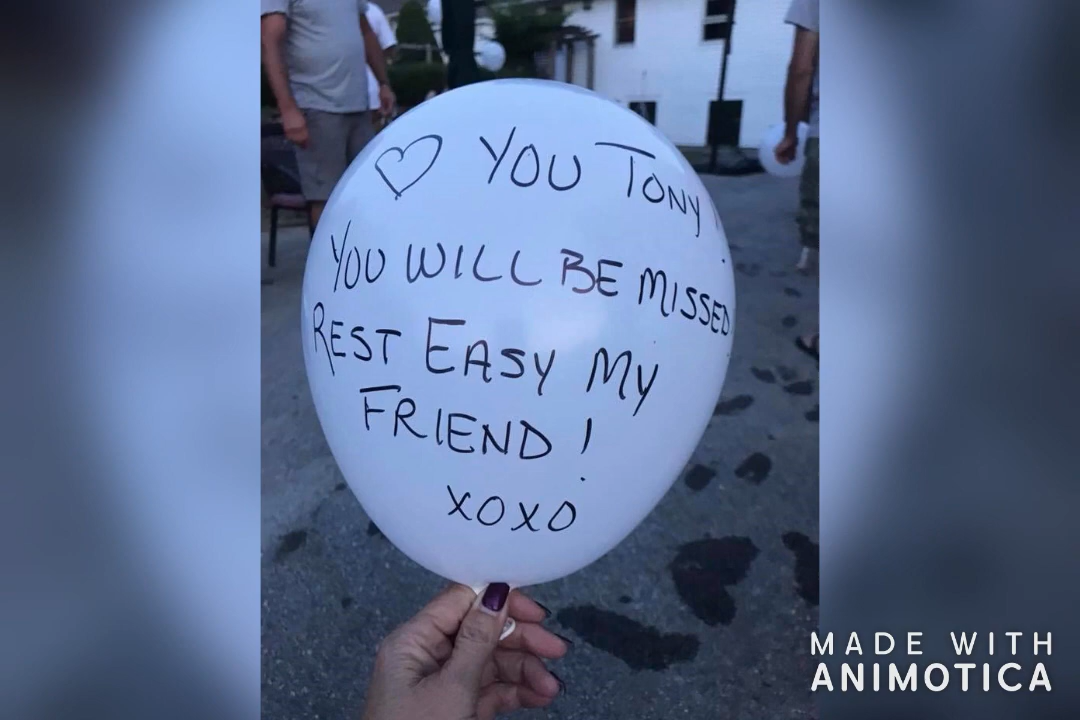 ♡ YOU TONY
YOU WILL BE MISSED
REST EASY MY
FRIEND!
XOXO
MADE WITH
ANIMOTICA